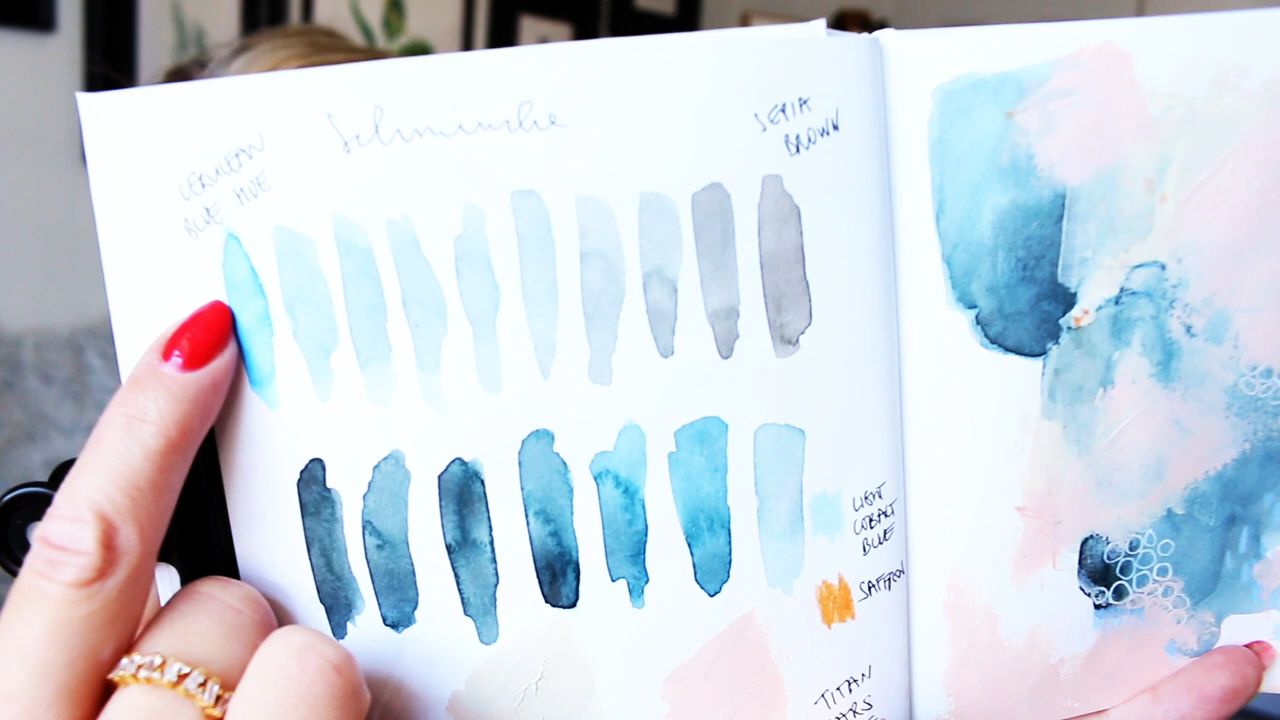 Schmincke
CERULEAN
BLUE HUE
SEPIA
BROWN
LIGHT
COBALT
BLUE
SAFFRON
TITAN